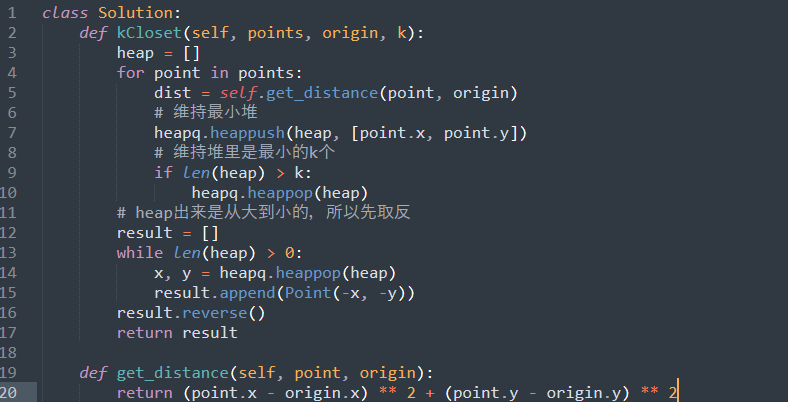 1 class Solution:
2     def kCloset(self, points, origin, k):
3         heap = []
4         for point in points:
5             dist = self.get_distance(point, origin)
6             # 维持最小堆
7             heapq.heappush(heap, [point.x, point.y])
8             # 维持堆里是最小的k个
9             if len(heap) > k:
10                 heapq.heappop(heap)
11         # heap出来是从大到小的，所以先取反
12         result = []
13         while len(heap) > 0:
14             x, y = heapq.heappop(heap)
15             result.append(Point(-x, -y))
16         result.reverse()
17         return result
18
19     def get_distance(self, point, origin):
20         return (point.x - origin.x) ** 2 + (point.y - origin.y) ** 2